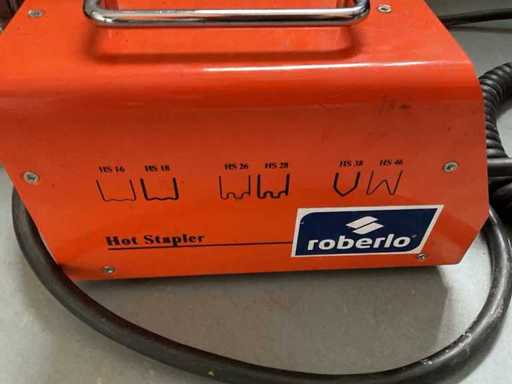 HS 16 HS 18 HS 26 HS 28 HS 38 HS 46
Hot Stapler
roberlo